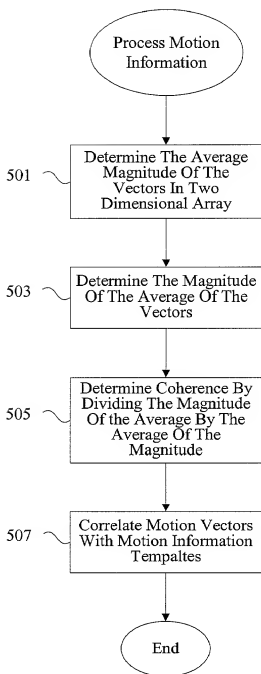 Process Motion
Information
501
Determine The Average
Magnitude Of The
Vectors In Two
Dimensional Array
503
Determine The Magnitude
Of The Average Of The
Vectors
505
Determine Coherence By
Dividing The Magnitude
Of the Average By The
Average Of The
Magnitude
507
Correlate Motion Vectors
With Motion Information
Tempaltes
End